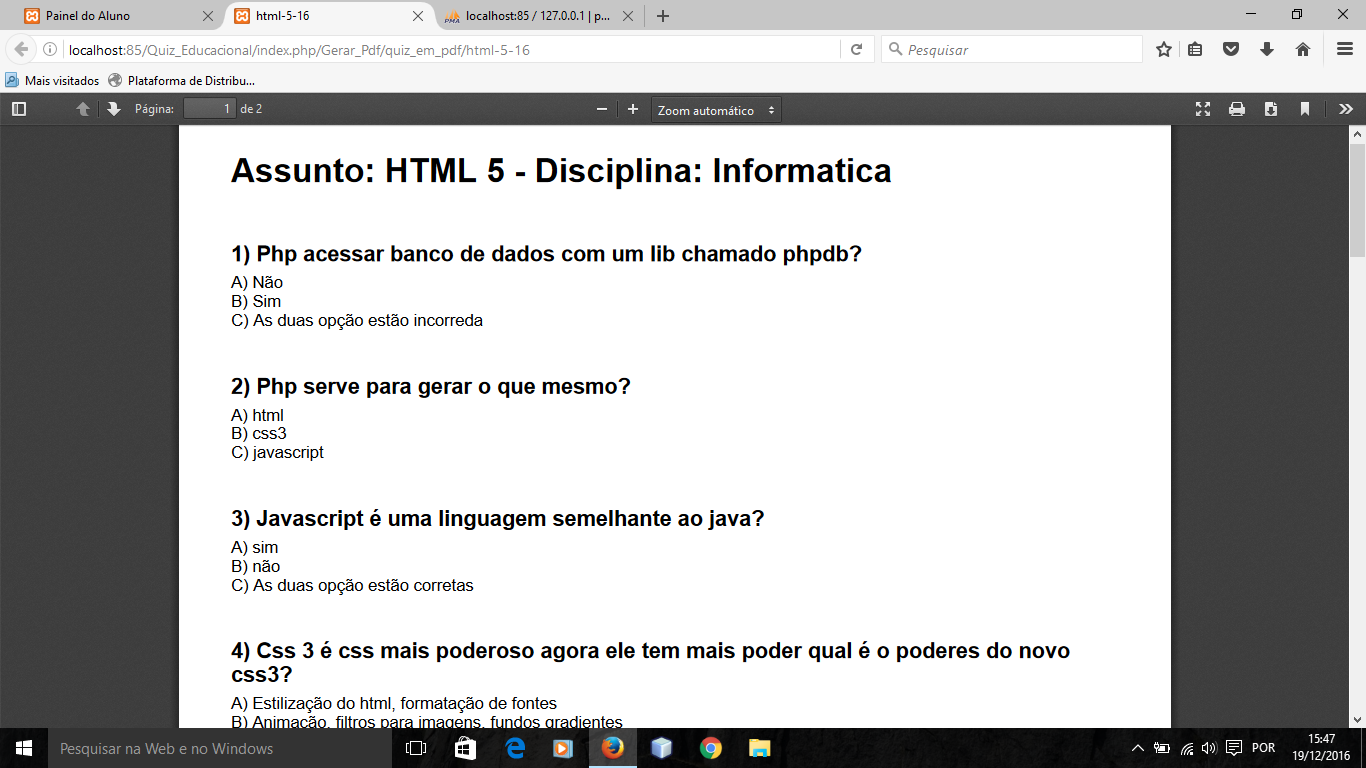 Painel do Aluno
html-5-16
localhost:85 / 127.0.0.1 | p...
localhost:85/Quiz_Educacional/index.php/Gerar_Pdf/quiz_em_pdf/html-5-16
Pesquisar
Mais visitados
Plataforma de Distribu...
Página: 1 de 2
Zoom automático
Assunto: HTML 5 - Disciplina: Informatica
1) Php acessar banco de dados com um lib chamado phpdb?
A) Não
B) Sim
C) As duas opção estão incorreda
2) Php serve para gerar o que mesmo?
A) html
B) css3
C) javascript
3) Javascript é uma linguagem semelhante ao java?
A) sim
B) não
C) As duas opção estão corretas
4) Css 3 é css mais poderoso agora ele tem mais poder qual é o poderes do novo
css3?
A) Estilização do html, formatação de fontes
B) Animação, filtros para imagens, fundos gradientes
Pesquisar na Web e no Windows
POR
15:47
19/12/2016